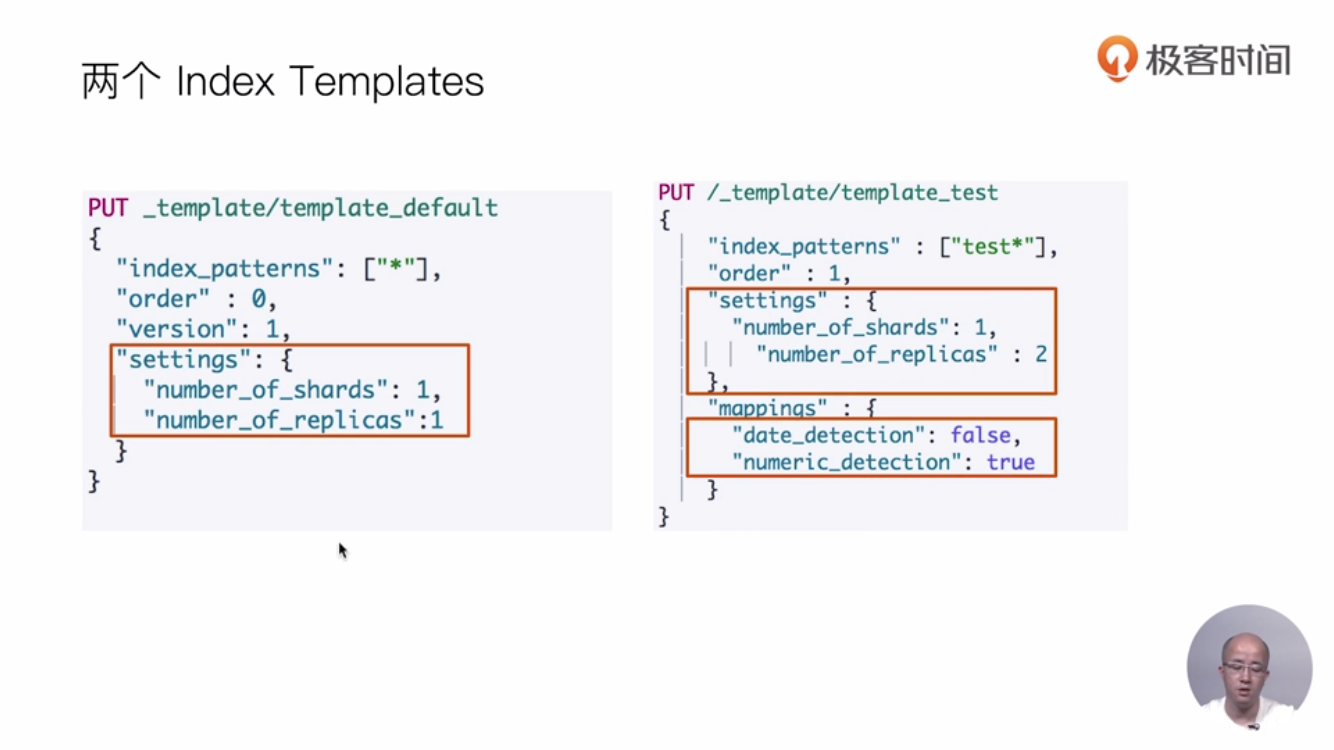 两个 Index Templates
极客时间
PUT _template/template_default
{
"index_patterns": ["*"],
"order" : 0,
"version": 1,
"settings": {
"number_of_shards": 1,
"number_of_replicas":1
}
}
PUT /_template/template_test
{
"index_patterns" : ["test*"],
"order" : 1,
"settings" : {
"number_of_shards": 1,
"number_of_replicas" : 2
},
"mappings" : {
"date_detection": false,
"numeric_detection": true
}
}